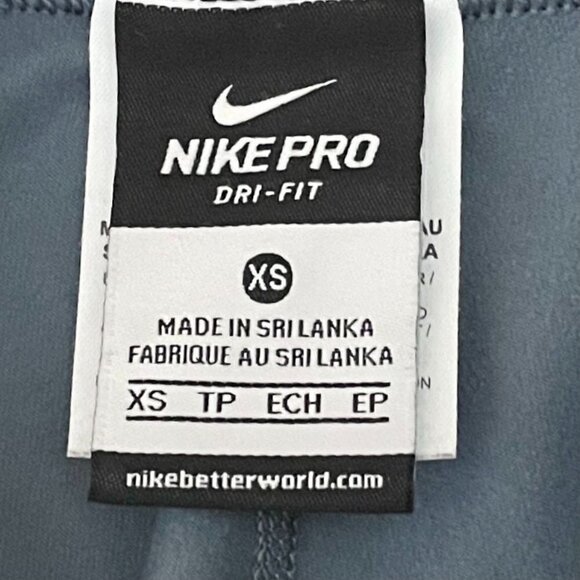 NIKE PRO
DRI-FIT
XS
MADE IN SRI LANKA
FABRIQUE AU SRI LANKA
XS TP ECH EP
nikebetterworld.com
AU